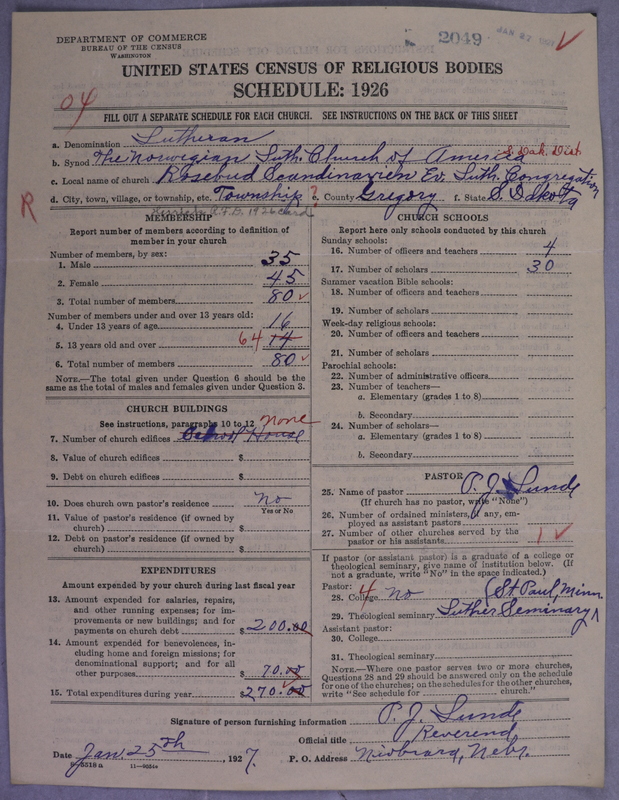 DEPARTMENT OF COMMERCE
BUREAU OF THE CENSUS
WASHINGTON
2049
JAN 27
UNITED STATES CENSUS OF RELIGIOUS BODIES
SCHEDULE: 1926
04
FILL OUT A SEPARATE SCHEDULE FOR EACH CHURCH. SEE INSTRUCTIONS ON THE BACK OF THIS SHEET
a. Denomination Lutheran
b. Synod The Norwegian Luth. Church of America S. Dak. Dist.
c. Local name of church Rosebud Scandinavien Ev. Luth. Congregation
d. City, town, village, or township, etc. Township ? e. County Gregory f. State S. Dakota
R
1926 card
MEMBERSHIP
Report number of members according to definition of member in your church
Number of members, by sex:
1. Male 35
2. Female 45
3. Total number of members 80
Number of members under and over 13 years old:
4. Under 13 years of age 16
5. 13 years old and over 64 14
6. Total number of members 80
NOTE.—The total given under Question 6 should be the
same as the total of males and females given under Question 3.
CHURCH BUILDINGS
See instructions, paragraphs 10 to 12 none
7. Number of church edifices School House
8. Value of church edifices $
9. Debt on church edifices $
10. Does church own pastor's residence No
Yes or No
11. Value of pastor's residence (if owned by
church) $
12. Debt on pastor's residence (if owned by
church) $
EXPENDITURES
Amount expended by your church during last fiscal year
13. Amount expended for salaries, repairs,
and other running expenses; for im-
provements or new buildings; and for
payments on church debt $ 200.00
14. Amount expended for benevolences, in-
cluding home and foreign missions; for
denominational support; and for all
other purposes $ 70.00
15. Total expenditures during year $ 270.00
CHURCH SCHOOLS
Report here only schools conducted by this church
Sunday schools:
16. Number of officers and teachers 4
17. Number of scholars 30
Summer vacation Bible schools:
18. Number of officers and teachers
19. Number of scholars
Week-day religious schools:
20. Number of officers and teachers
21. Number of scholars
Parochial schools:
22. Number of administrative officers
23. Number of teachers—
a. Elementary (grades 1 to 8)
b. Secondary
24. Number of scholars—
a. Elementary (grades 1 to 8)
b. Secondary
PASTOR
25. Name of pastor P. J. Sunde
(If church has no pastor, write "None")
26. Number of ordained ministers, if any, em-
ployed as assistant pastors
27. Number of other churches served by the
pastor or his assistants 1
If pastor (or assistant pastor) is a graduate of a college or
theological seminary, give name of institution below. (If
not a graduate, write "No" in the space indicated.)
Pastor:
28. College 4 No (St. Paul, Minn.
29. Theological seminary Luther Seminary
Assistant pastor:
30. College
31. Theological seminary
NOTE.—Where one pastor serves two or more churches,
Questions 28 and 29 should be answered only on the schedule
for one of the churches; on the schedules for the other churches,
write "See schedule for church."
Signature of person furnishing information P. J. Sunde
Official title Reverend
Date Jan. 25th, 1927. P. O. Address Niobrara, Nebr.
8-5518 a 11-9554a